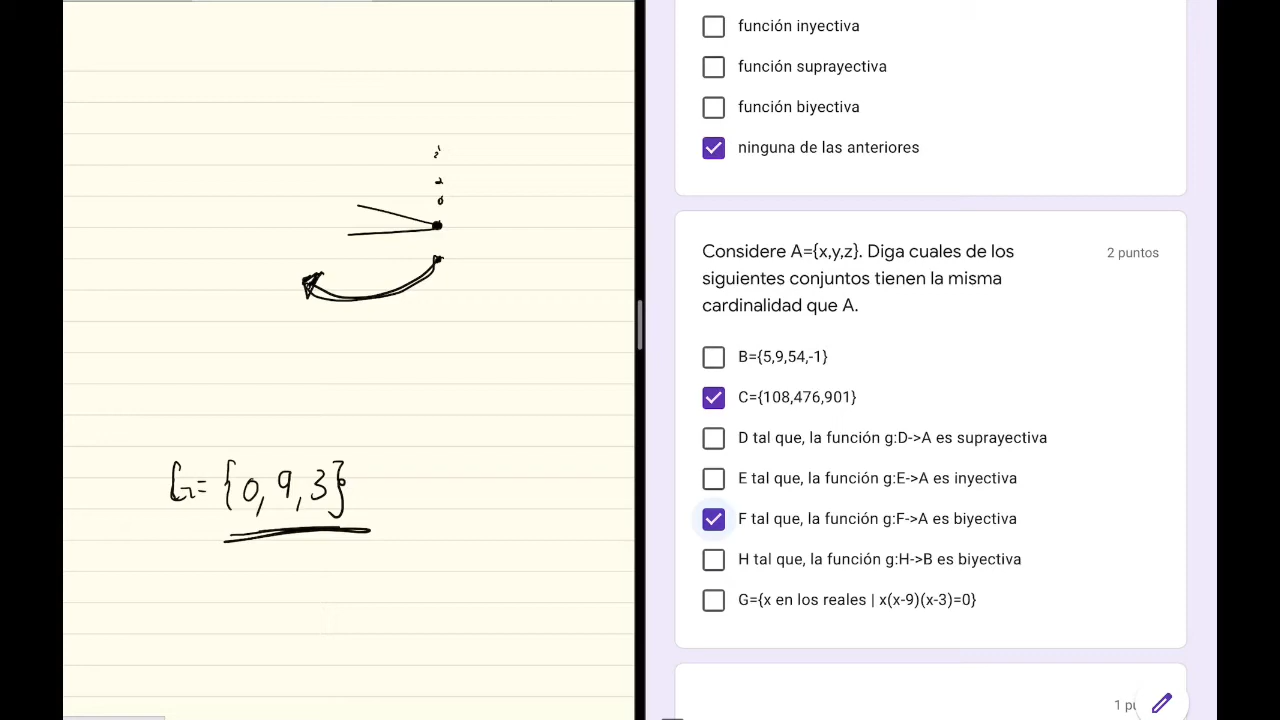 función inyectiva
función suprayectiva
función biyectiva
ninguna de las anteriores
Considere A={x,y,z}. Diga cuales de los
siguientes conjuntos tienen la misma
cardinalidad que A.
2 puntos
B={5,9,54,-1}
C={108,476,901}
D tal que, la función g:D->A es suprayectiva
E tal que, la función g:E->A es inyectiva
F tal que, la función g:F->A es biyectiva
H tal que, la función g:H->B es biyectiva
G={x en los reales | x(x-9)(x-3)=0}
G= {0, 9, 3}